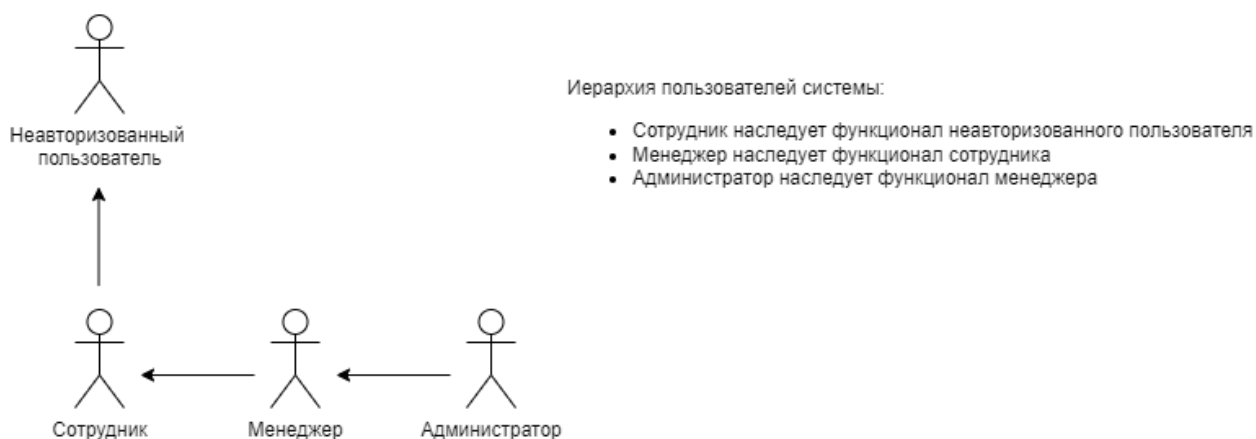 Неавторизованный
пользователь
Иерархия пользователей системы:
• Сотрудник наследует функционал неавторизованного пользователя
• Менеджер наследует функционал сотрудника
• Администратор наследует функционал менеджера
Сотрудник
Менеджер
Администратор